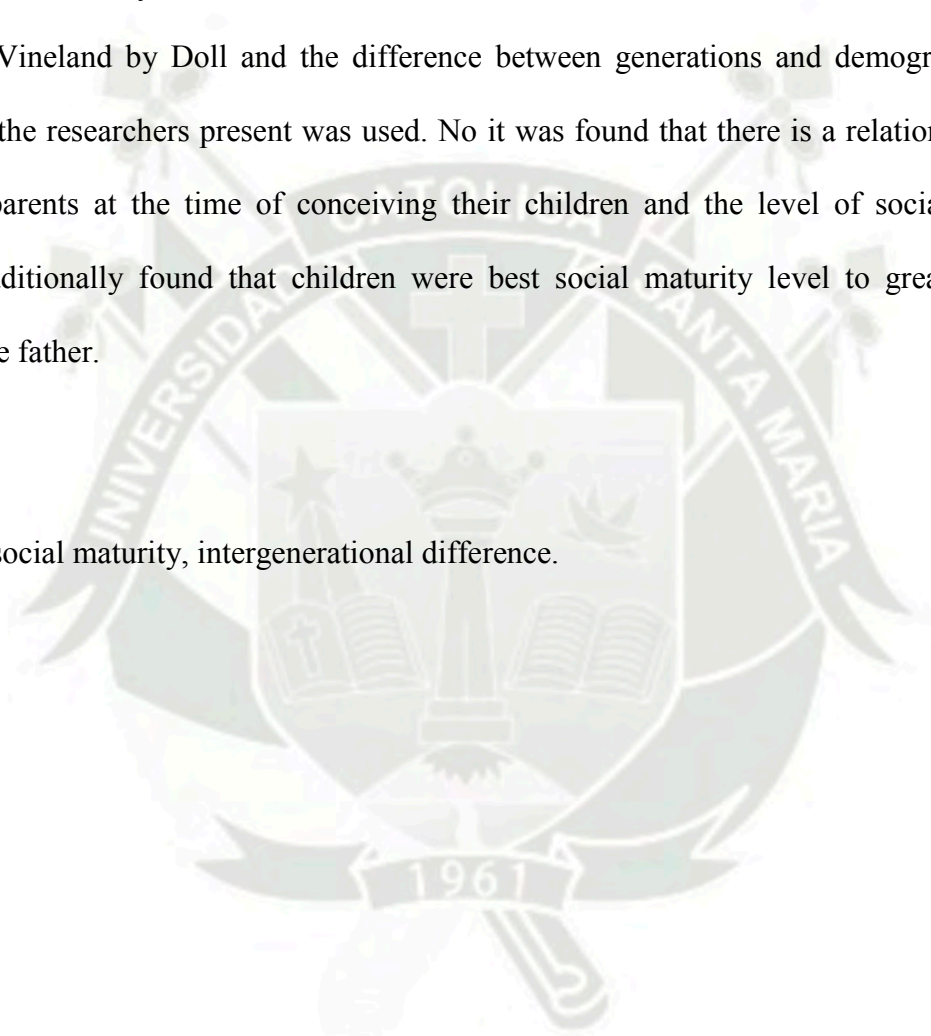 Vineland by Doll and the difference between generations and demogr
the researchers present was used. No it was found that there is a relation
parents at the time of conceiving their children and the level of socia
ditionally found that children were best social maturity level to grea
e father.
social maturity, intergenerational difference.
UNIVERSIDAD CATOLICA SANTA MARIA
1961